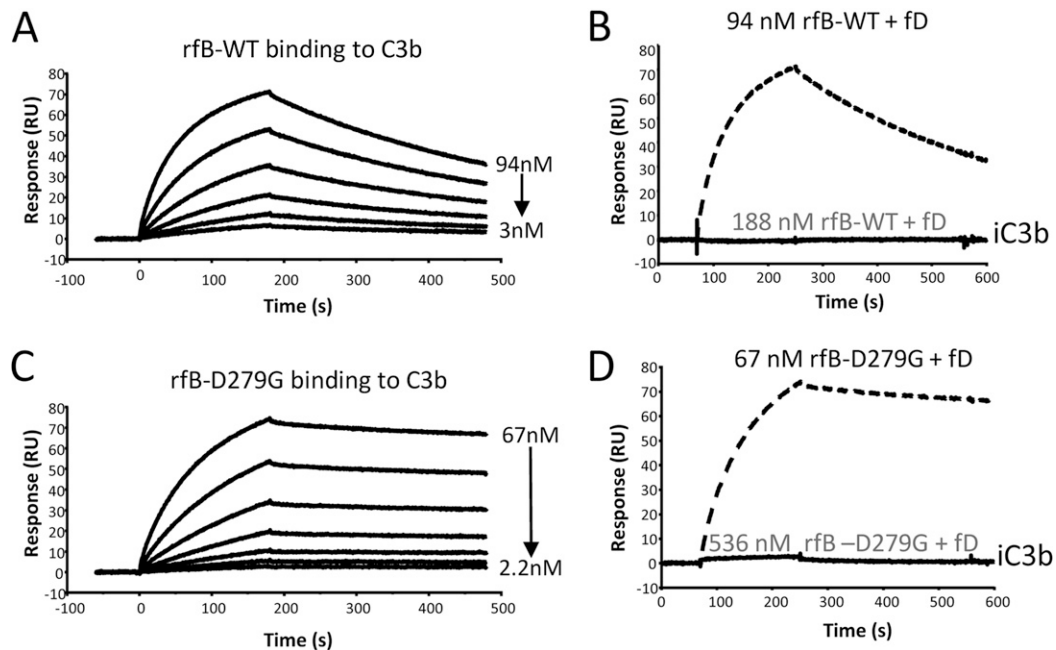 A
rfB-WT binding to C3b
Response (RU)
80
70
60
50
40
30
20
10
0
-10
-100
0
100
200
300
400
500
Time (s)
94nM
3nM
B
94 nM rfB-WT + fD
Response (RU)
80
70
60
50
40
30
20
10
0
-10
0
100
200
300
400
500
600
Time (s)
188 nM rfB-WT + fD
iC3b
C
rfB-D279G binding to C3b
Response (RU)
80
70
60
50
40
30
20
10
0
-10
-100
0
100
200
300
400
500
Time (s)
67nM
2.2nM
D
67 nM rfB-D279G + fD
Response (RU)
80
70
60
50
40
30
20
10
0
-10
0
100
200
300
400
500
600
Time (s)
536 nM rfB–D279G + fD
iC3b